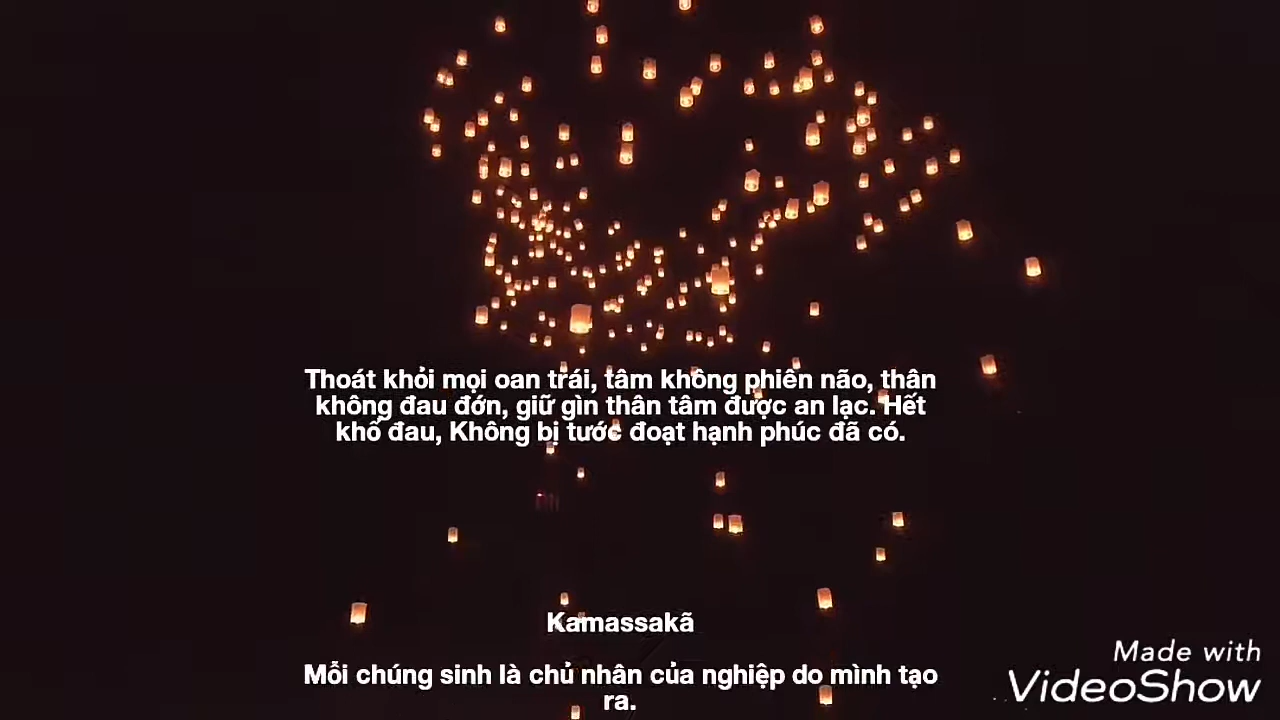 Thoát khỏi mọi oan trái, tâm không phiên não, thân
không đau đớn, giữ gìn thân tâm được an lạc. Hết
khổ đau, Không bị tước đoạt hạnh phúc đã có.
Kamassakã
Mỗi chúng sinh là chủ nhân của nghiệp do mình tạo
ra.
Made with
VideoShow